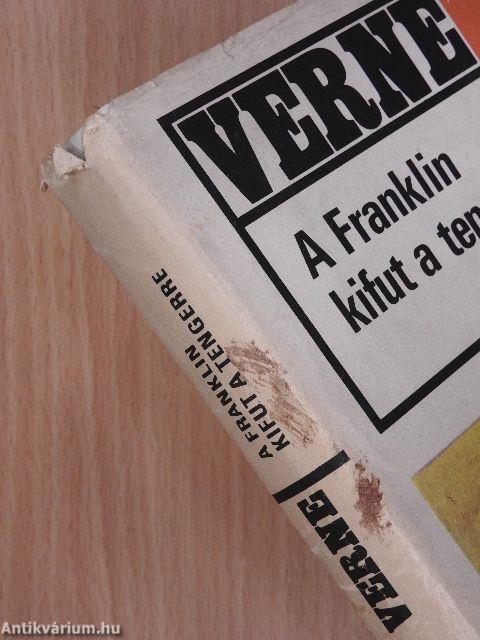 VERNE
A Franklin
kifut a ten
A FRANKLIN
KIFUT A TENGERRE
VERNE
Antikvárium.hu